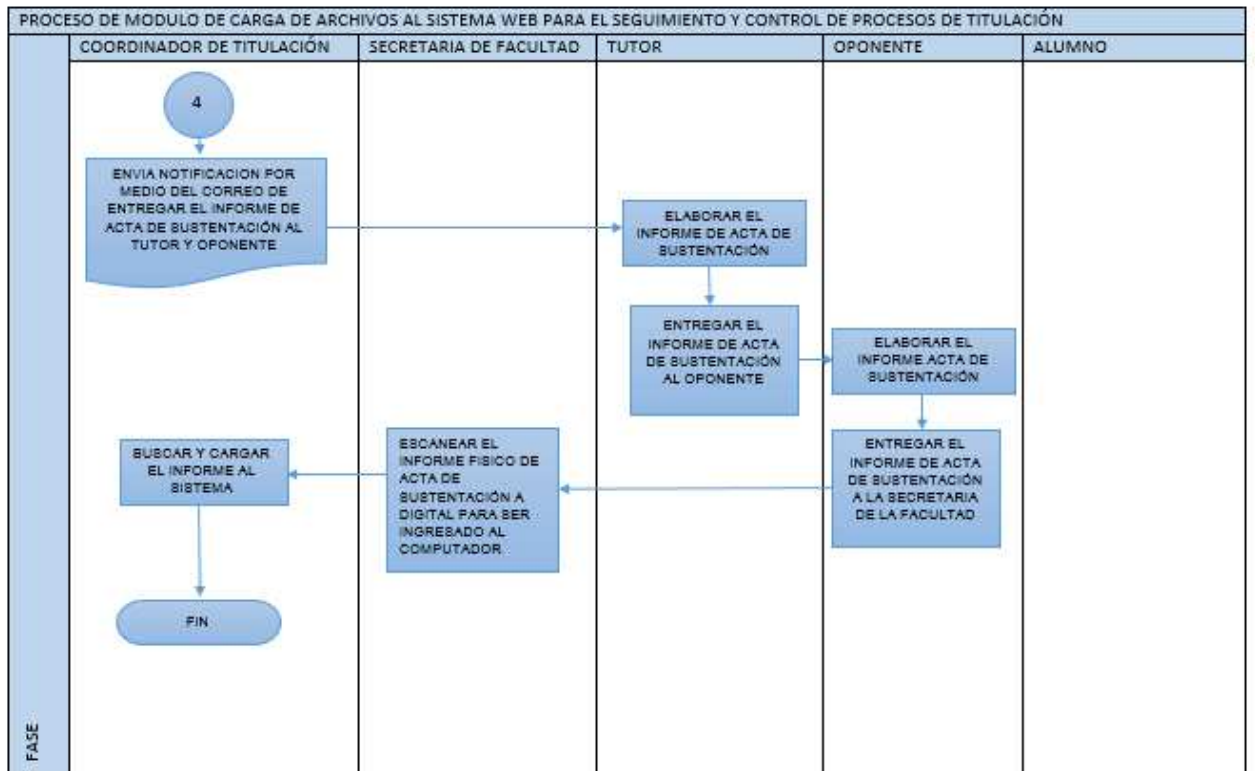 PROCESO DE MODULO DE CARGA DE ARCHIVOS AL SISTEMA WEB PARA EL SEGUIMIENTO Y CONTROL DE PROCESOS DE TITULACIÓN
COORDINADOR DE TITULACIÓN
SECRETARIA DE FACULTAD
TUTOR
OPONENTE
ALUMNO
4
ENVIA NOTIFICACION POR
MEDIO DEL CORREO DE
ENTREGAR EL INFORME DE
ACTA DE SUSTENTACIÓN AL
TUTOR Y OPONENTE
ELABORAR EL
INFORME DE ACTA DE
SUSTENTACIÓN
ENTREGAR EL
INFORME DE ACTA
DE SUSTENTACIÓN
AL OPONENTE
ELABORAR EL
INFORME ACTA DE
SUSTENTACIÓN
ENTREGAR EL
INFORME DE ACTA
DE SUSTENTACIÓN
A LA SECRETARIA
DE LA FACULTAD
ESCANEAR EL
INFORME FISICO DE
ACTA DE
SUSTENTACIÓN A
DIGITAL PARA SER
INGRESADO AL
COMPUTADOR
BUSCAR Y CARGAR
EL INFORME AL
SISTEMA
FIN
FASE